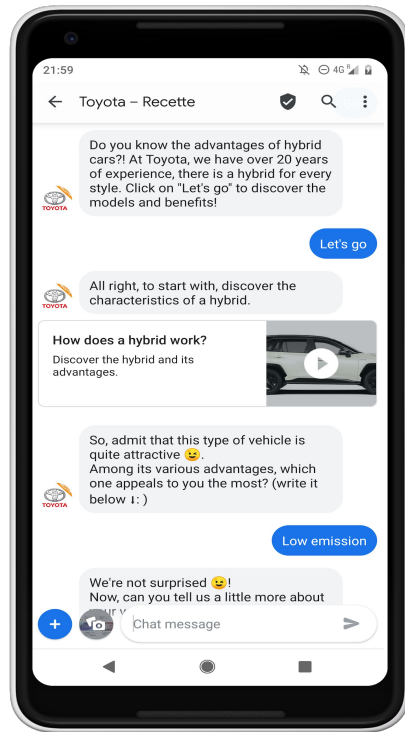 21:59
4G R
Toyota – Recette
Do you know the advantages of hybrid
cars?! At Toyota, we have over 20 years
of experience, there is a hybrid for every
style. Click on "Let's go" to discover the
models and benefits!
TOYOTA
Let's go
All right, to start with, discover the
characteristics of a hybrid.
TOYOTA
How does a hybrid work?
Discover the hybrid and its
advantages.
So, admit that this type of vehicle is
quite attractive 😉.
Among its various advantages, which
one appeals to you the most? (write it
below ⬇: )
TOYOTA
Low emission
We're not surprised 😉!
Now, can you tell us a little more about
Chat message